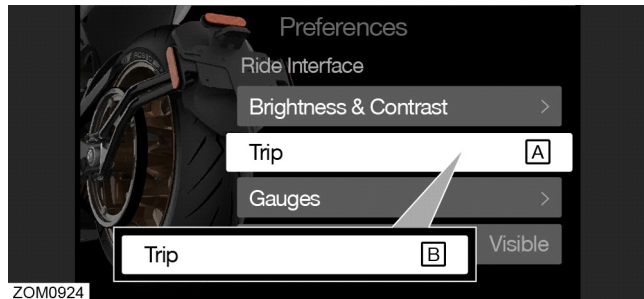 Preferences
Ride Interface
Brightness & Contrast >
Trip A
Gauges >
Trip B
Visible
ZOM0924